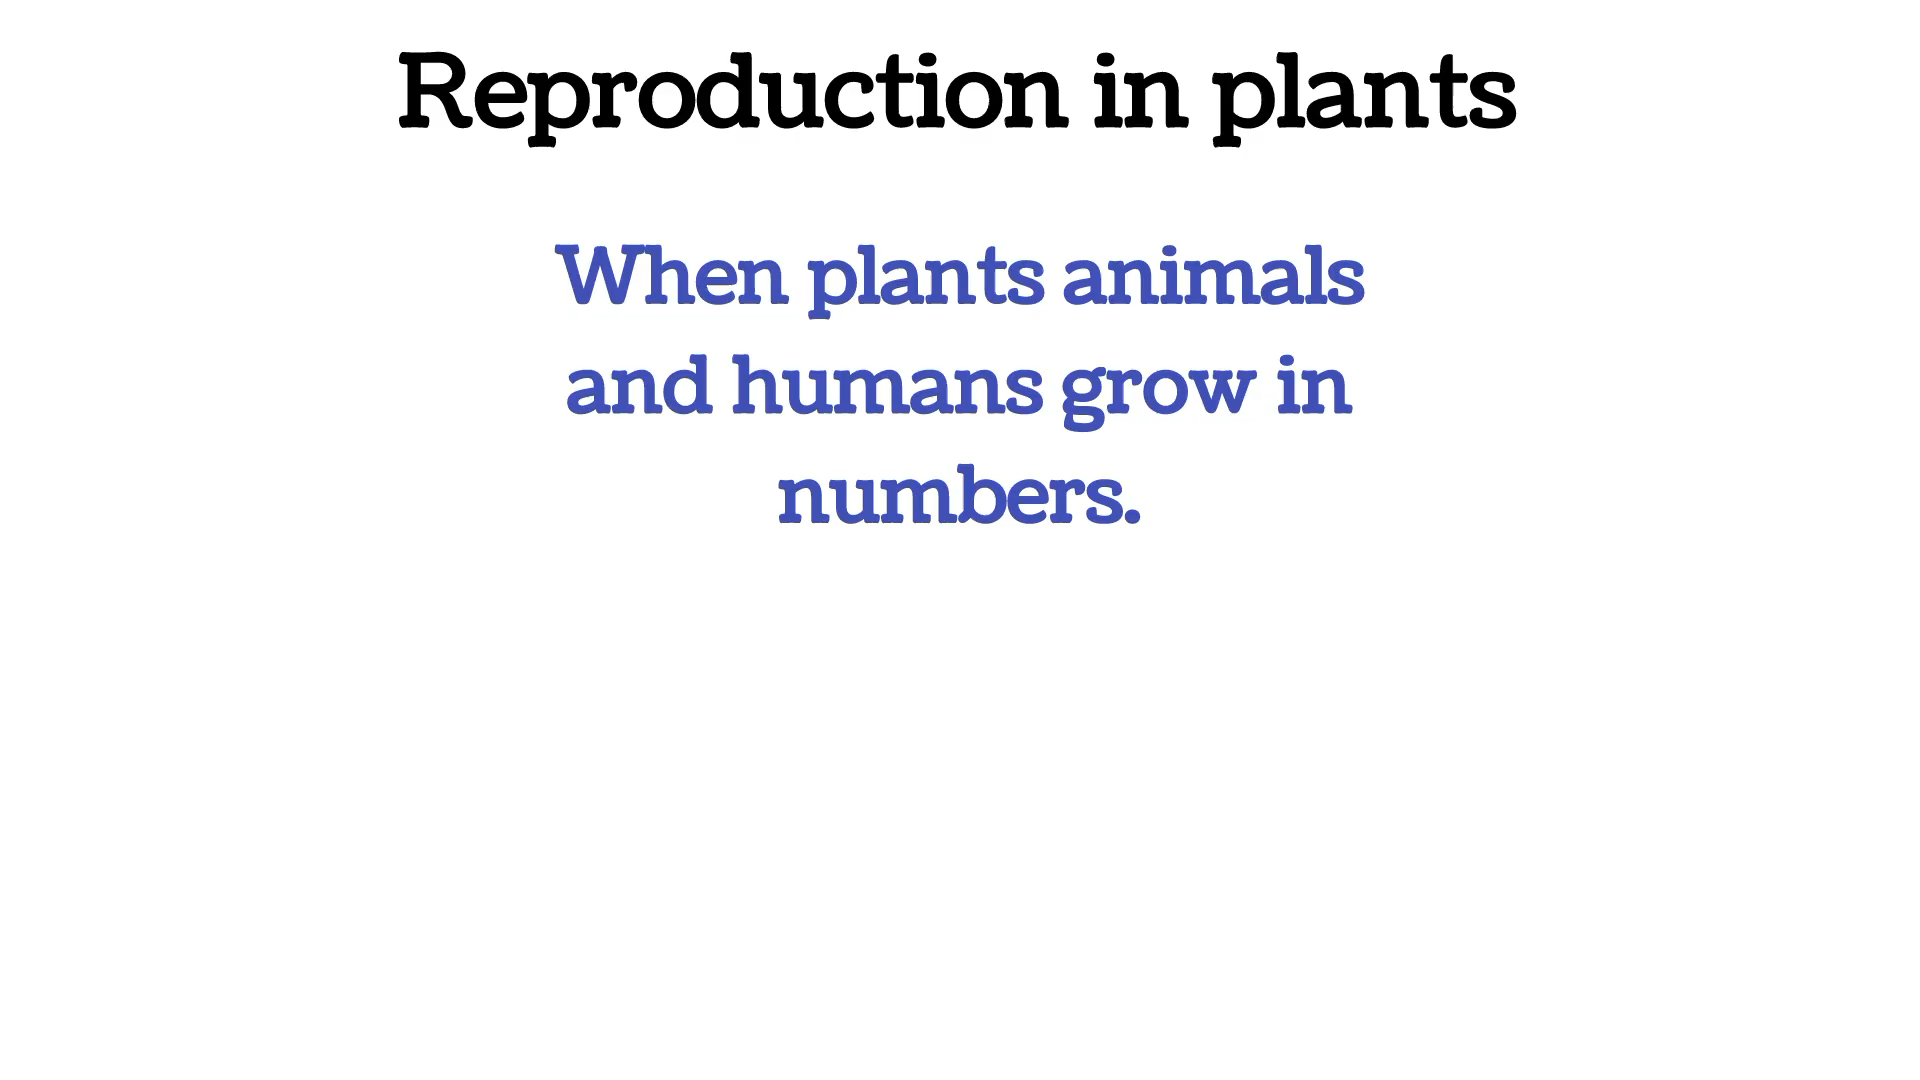 Reproduction in plants
When plants animals
and humans grow in
numbers.